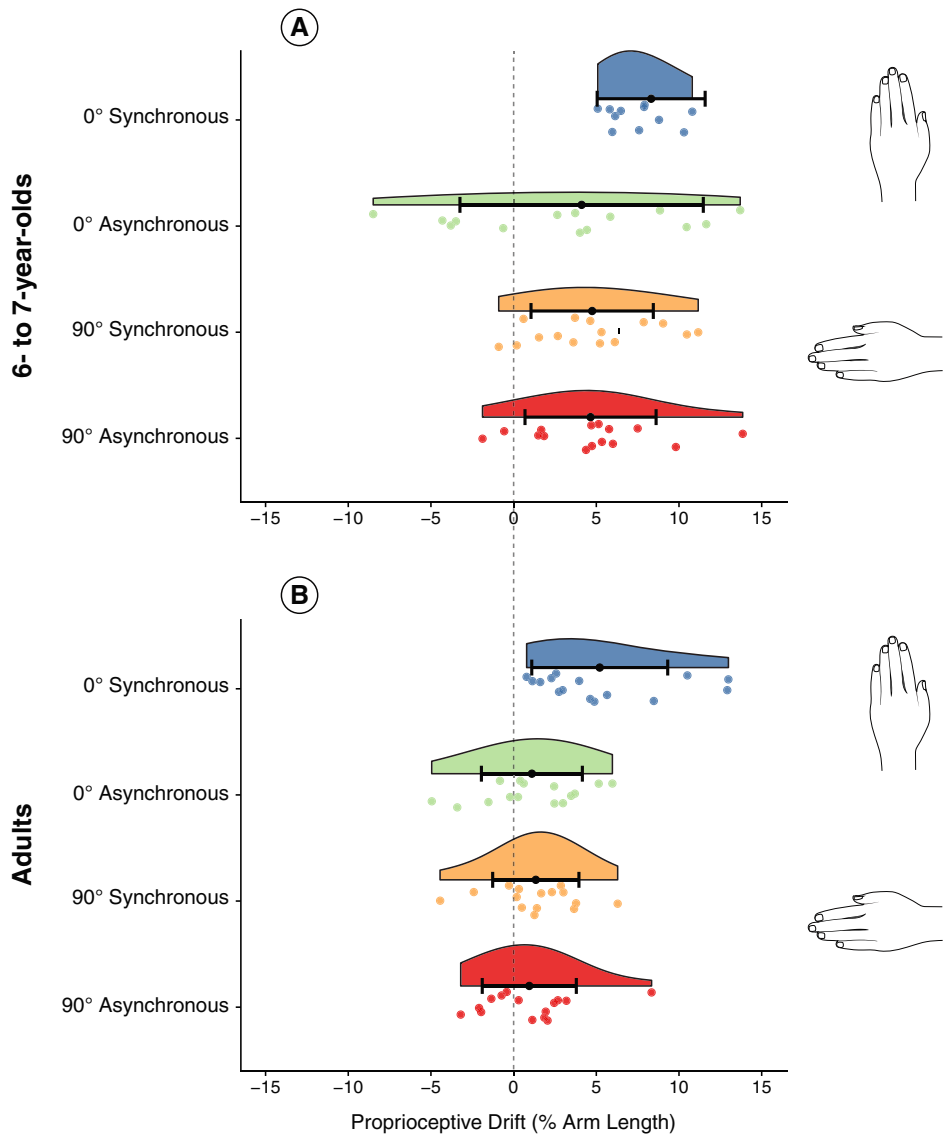 A
6- to 7-year-olds
0° Synchronous
0° Asynchronous
90° Synchronous
90° Asynchronous
−15 −10 −5 0 5 10 15
B
Adults
0° Synchronous
0° Asynchronous
90° Synchronous
90° Asynchronous
−15 −10 −5 0 5 10 15
Proprioceptive Drift (% Arm Length)